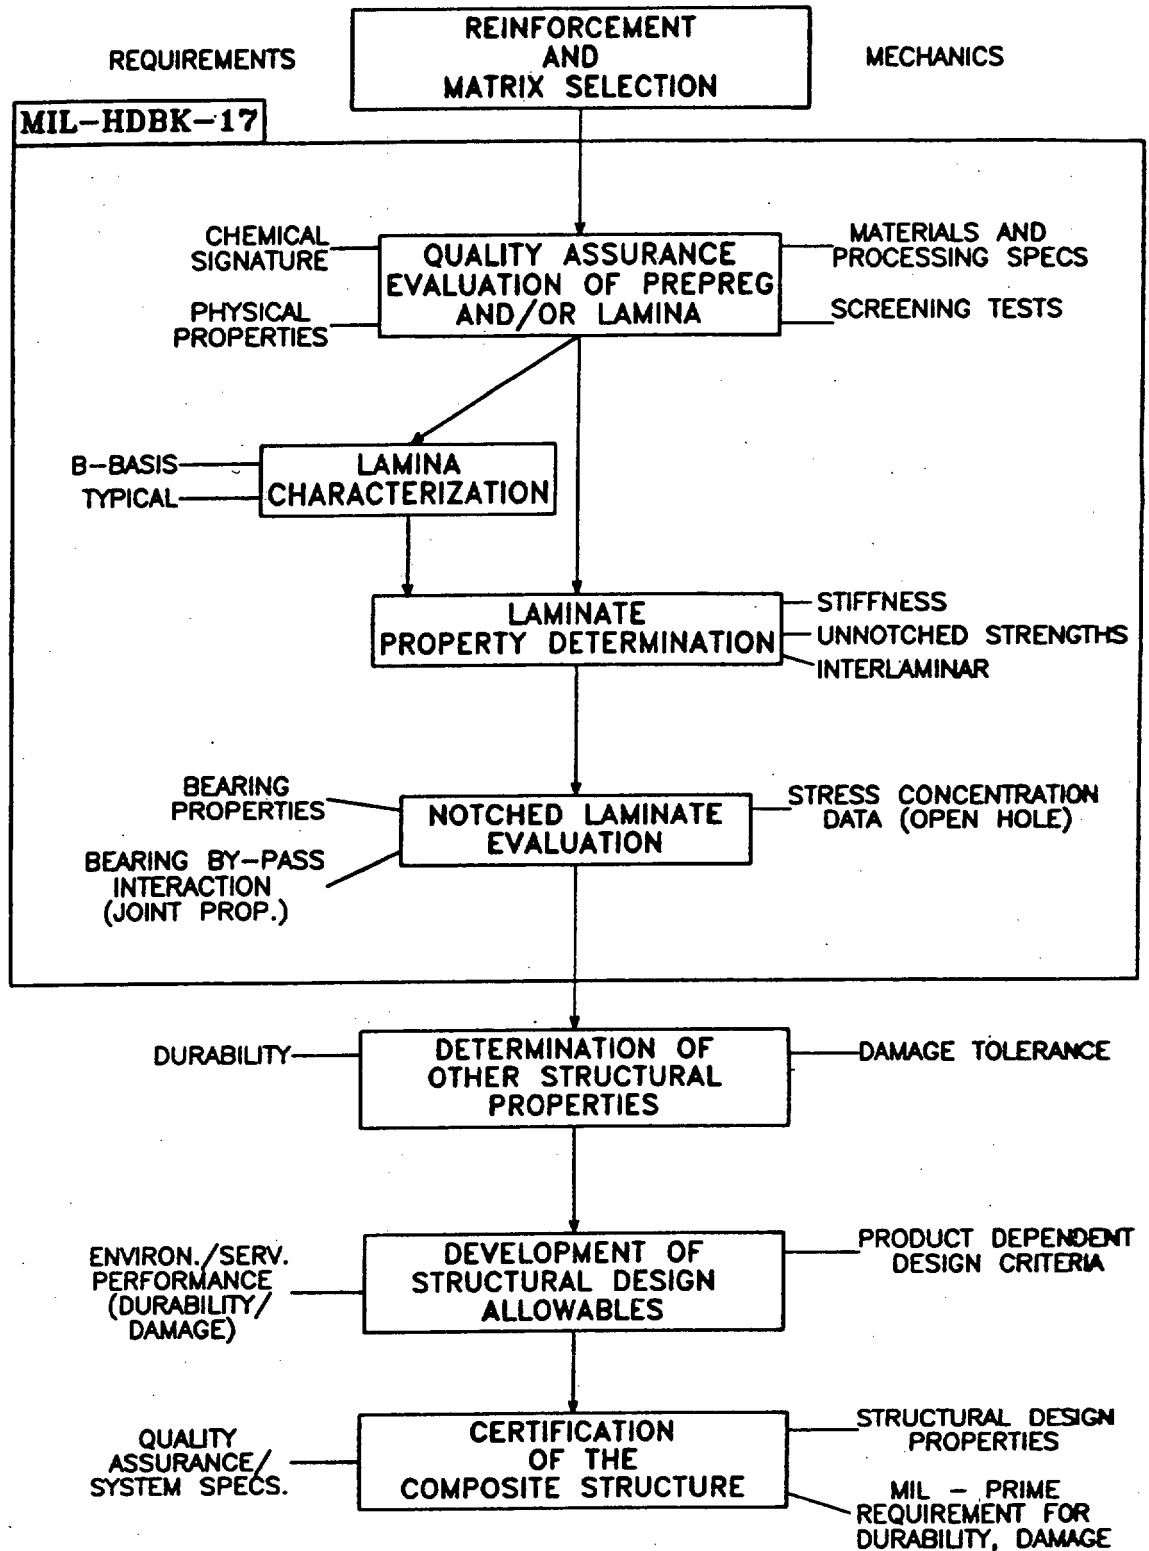 REQUIREMENTS
REINFORCEMENT
AND
MATRIX SELECTION
MECHANICS
MIL-HDBK-17
CHEMICAL
SIGNATURE
PHYSICAL
PROPERTIES
QUALITY ASSURANCE
EVALUATION OF PREPREG
AND/OR LAMINA
MATERIALS AND
PROCESSING SPECS
SCREENING TESTS
B-BASIS
TYPICAL
LAMINA
CHARACTERIZATION
LAMINATE
PROPERTY DETERMINATION
STIFFNESS
UNNOTCHED STRENGTHS
INTERLAMINAR
BEARING
PROPERTIES
BEARING BY-PASS
INTERACTION
(JOINT PROP.)
NOTCHED LAMINATE
EVALUATION
STRESS CONCENTRATION
DATA (OPEN HOLE)
DURABILITY
DETERMINATION OF
OTHER STRUCTURAL
PROPERTIES
DAMAGE TOLERANCE
ENVIRON./SERV.
PERFORMANCE
(DURABILITY/
DAMAGE)
DEVELOPMENT OF
STRUCTURAL DESIGN
ALLOWABLES
PRODUCT DEPENDENT
DESIGN CRITERIA
QUALITY
ASSURANCE/
SYSTEM SPECS.
CERTIFICATION
OF THE
COMPOSITE STRUCTURE
STRUCTURAL DESIGN
PROPERTIES
MIL - PRIME
REQUIREMENT FOR
DURABILITY, DAMAGE